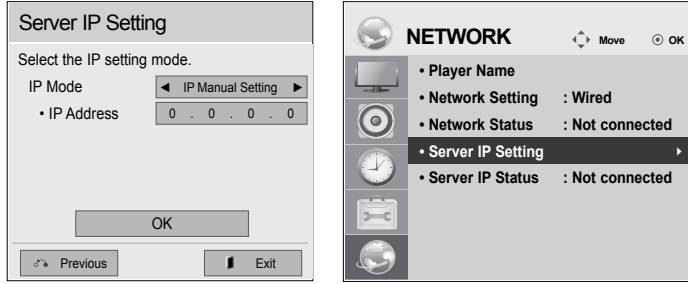 Server IP Setting
Select the IP setting mode.
IP Mode ◄ IP Manual Setting ►
• IP Address 0 . 0 . 0 . 0
OK
Previous
Exit
NETWORK Move OK
• Player Name
• Network Setting : Wired
• Network Status : Not connected
• Server IP Setting
• Server IP Status : Not connected